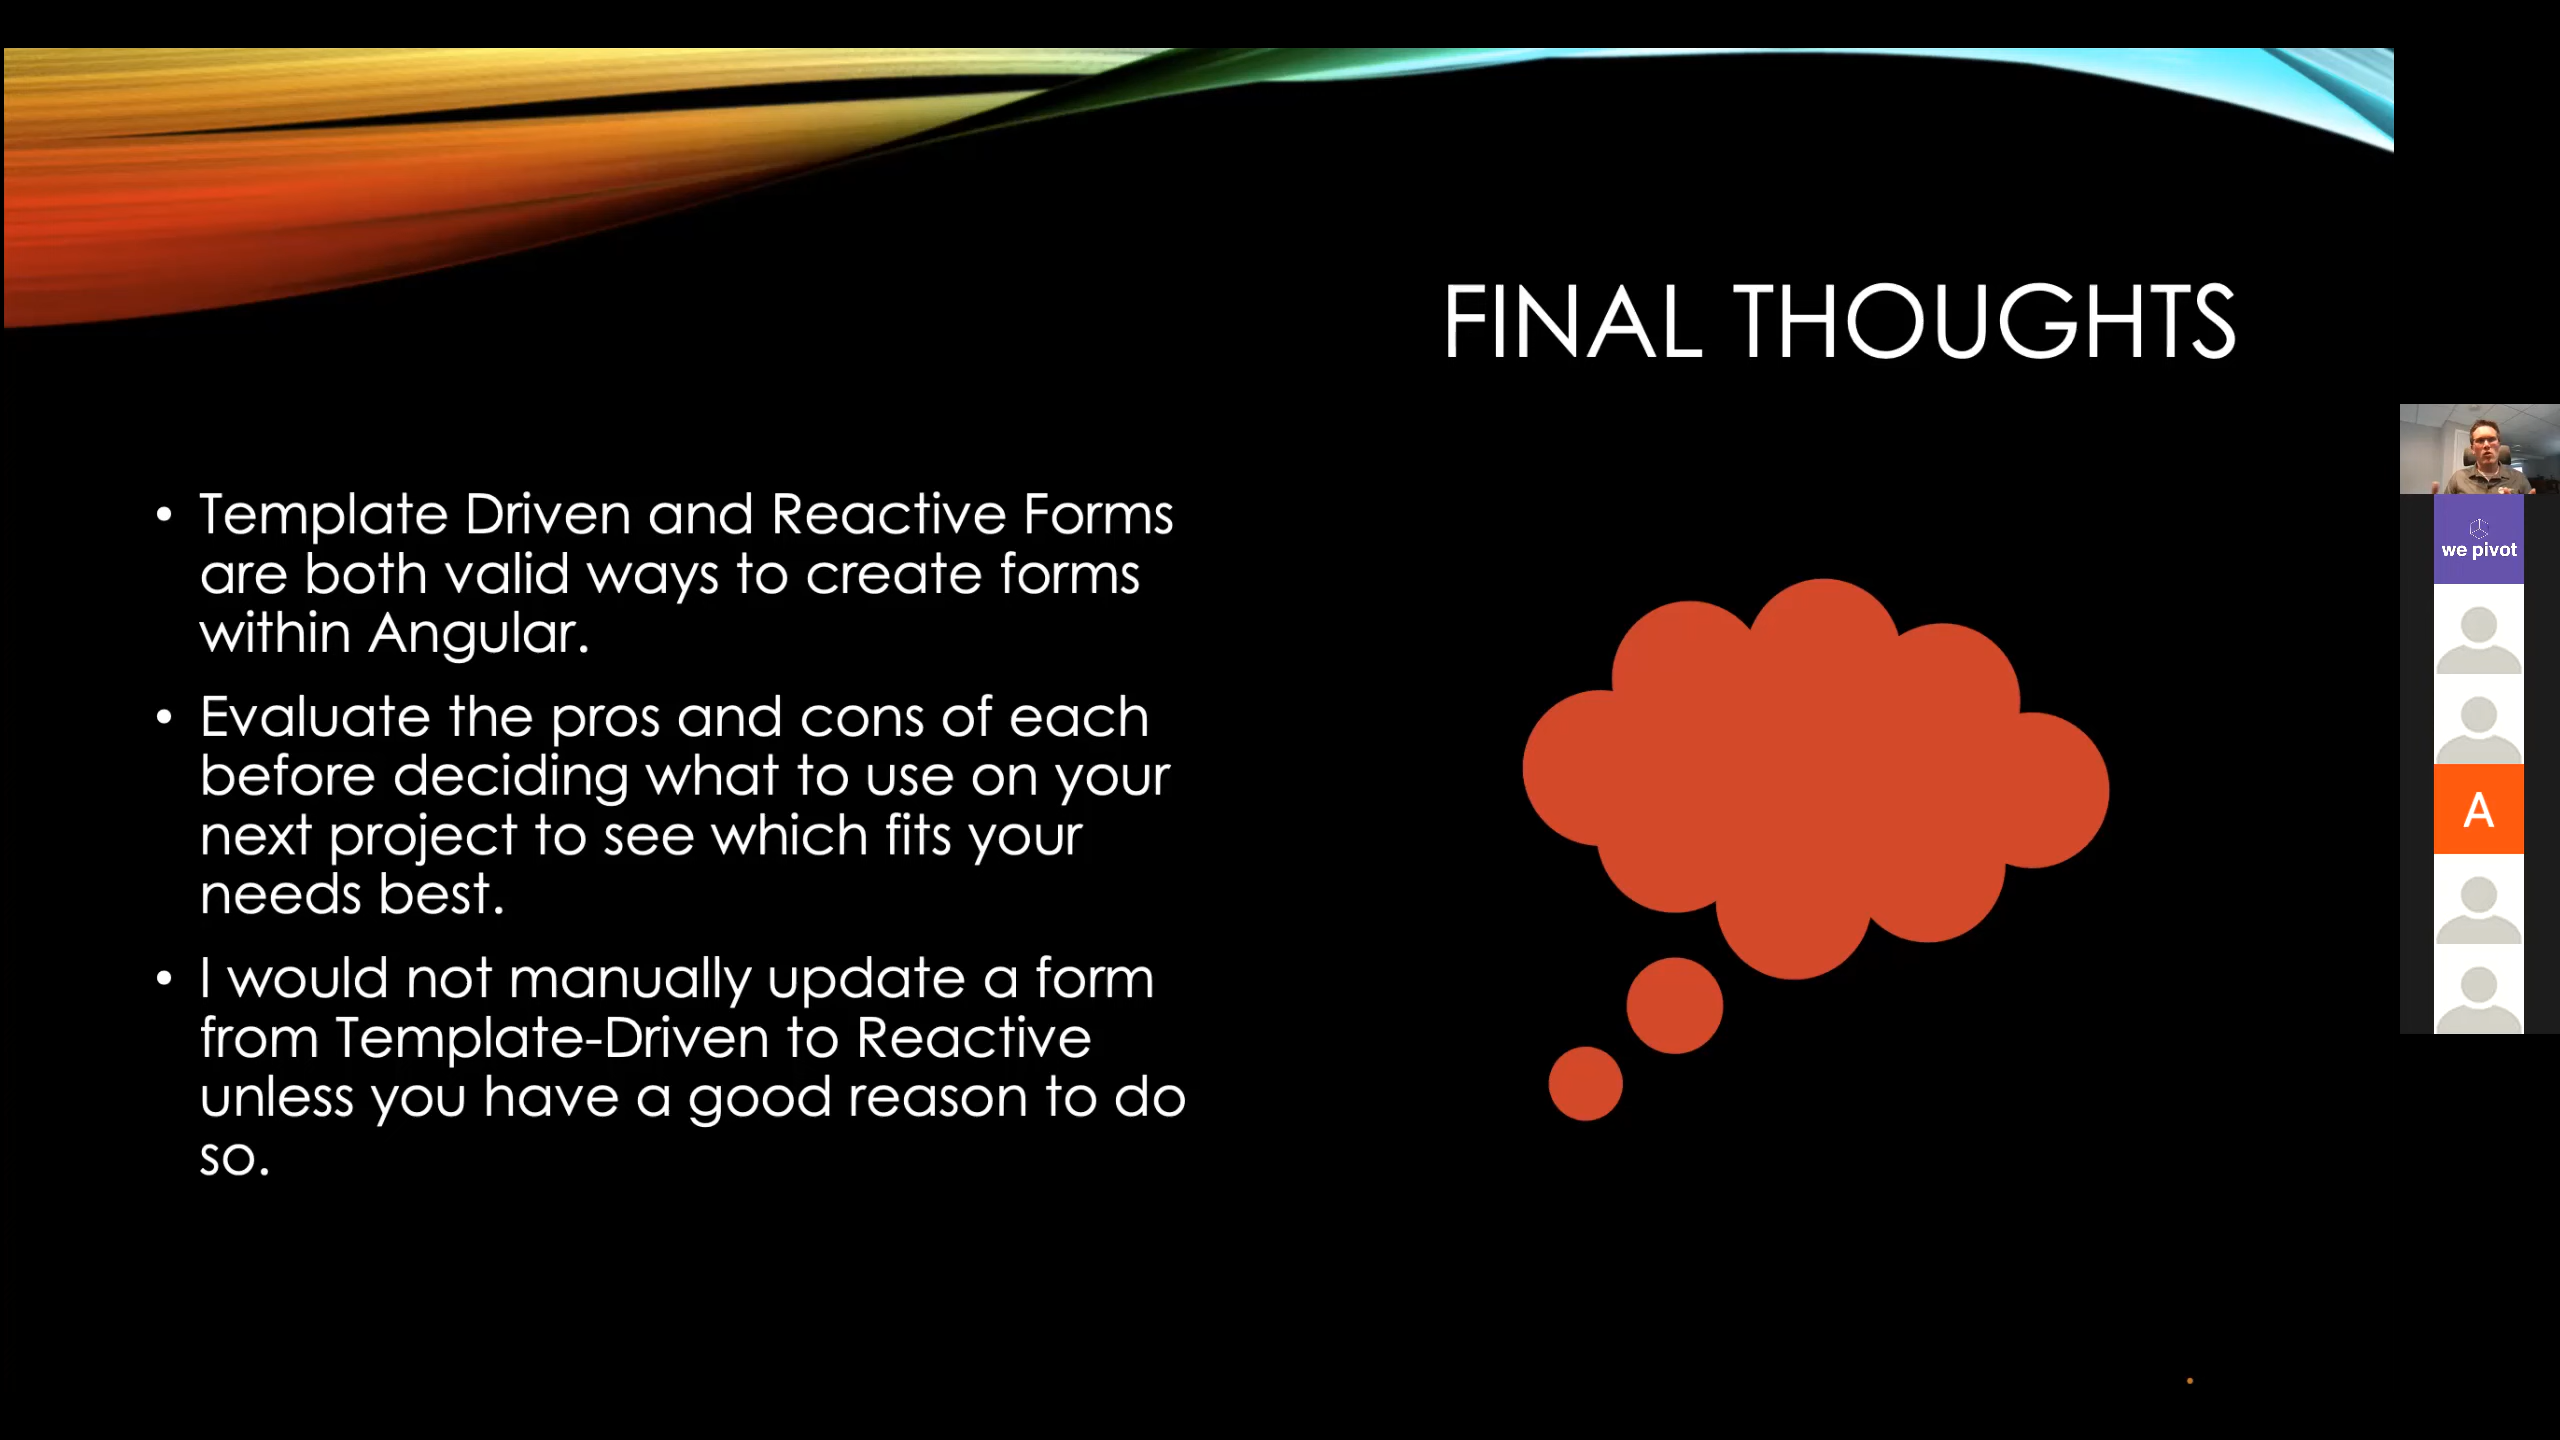 FINAL THOUGHTS
• Template Driven and Reactive Forms
are both valid ways to create forms
within Angular.
• Evaluate the pros and cons of each
before deciding what to use on your
next project to see which fits your
needs best.
• I would not manually update a form
from Template-Driven to Reactive
unless you have a good reason to do
so.
we pivot
A